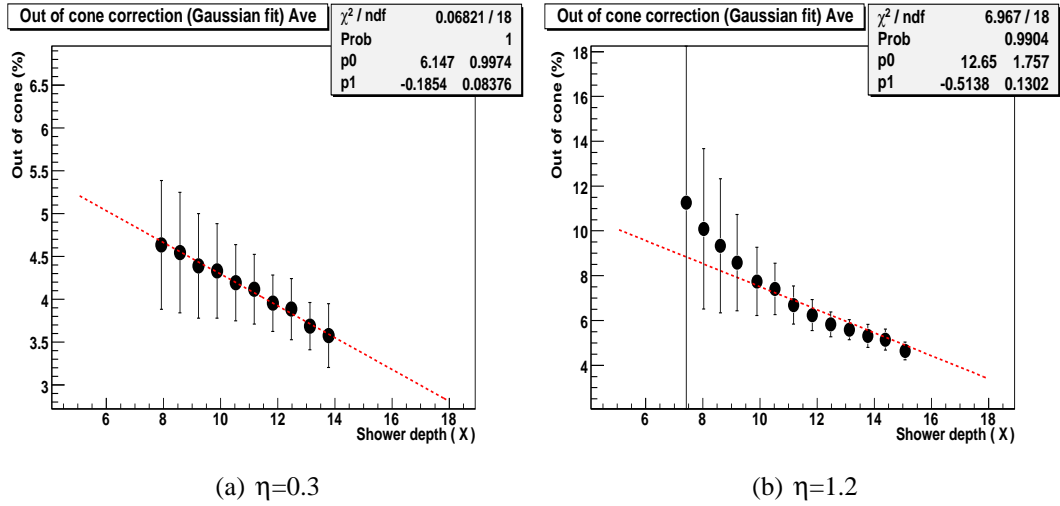 Out of cone correction (Gaussian fit) Ave
χ² / ndf 0.06821 / 18
Prob 1
p0 6.147 0.9974
p1 -0.1854 0.08376
Out of cone (%)
6.5
6
5.5
5
4.5
4
3.5
3
6 8 10 12 14 16 18
Shower depth ( X )
(a) η=0.3
Out of cone correction (Gaussian fit) Ave
χ² / ndf 6.967 / 18
Prob 0.9904
p0 12.65 1.757
p1 -0.5138 0.1302
Out of cone (%)
18
16
14
12
10
8
6
4
6 8 10 12 14 16 18
Shower depth ( X )
(b) η=1.2